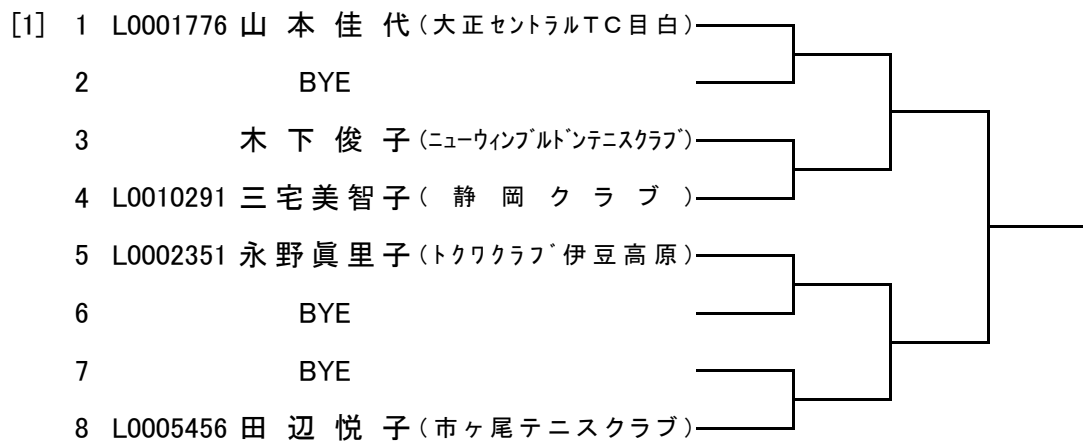 [1] 1 L0001776 山本佳代(大正ｾﾝﾄﾗﾙTC目白)
2 BYE
3 木下俊子(ﾆｭｰｳｨﾝﾌﾞﾙﾄﾞﾝﾃﾆｽｸﾗﾌﾞ)
4 L0010291 三宅美智子(静岡クラブ)
5 L0002351 永野眞里子(ﾄｸﾜｸﾗﾌﾞ伊豆高原)
6 BYE
7 BYE
8 L0005456 田辺悦子(市ヶ尾テニスクラブ)